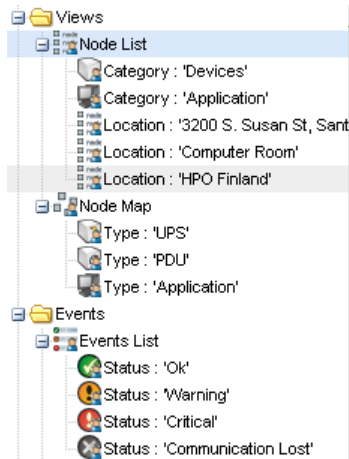 Views
Node List
Category : 'Devices'
Category : 'Application'
Location : '3200 S. Susan St, Sant
Location : 'Computer Room'
Location : 'HPO Finland'
Node Map
Type : 'UPS'
Type : 'PDU'
Type : 'Application'
Events
Events List
Status : 'Ok'
Status : 'Warning'
Status : 'Critical'
Status : 'Communication Lost'